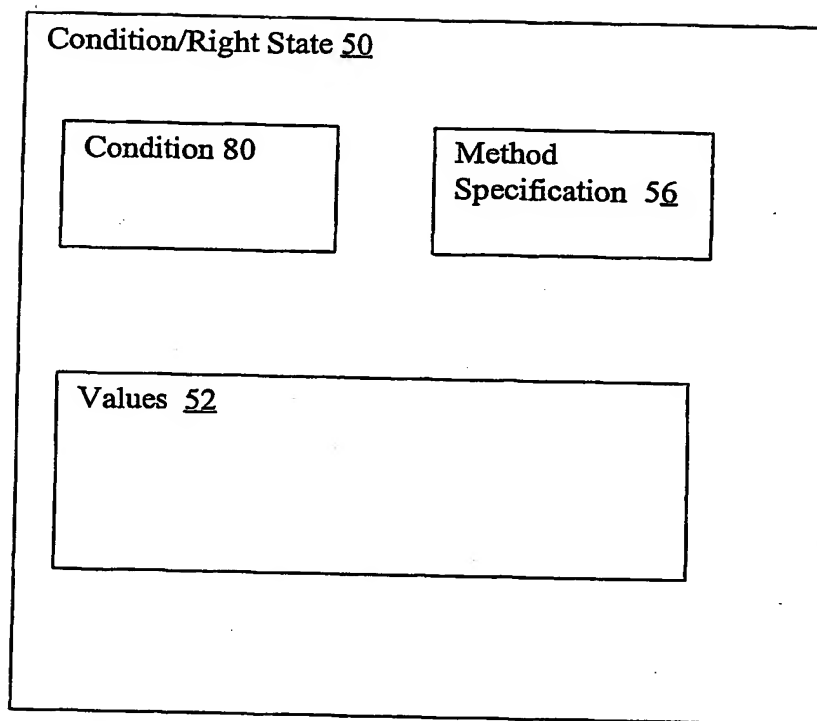 Condition/Right State 50
Condition 80
Method
Specification 56
Values 52